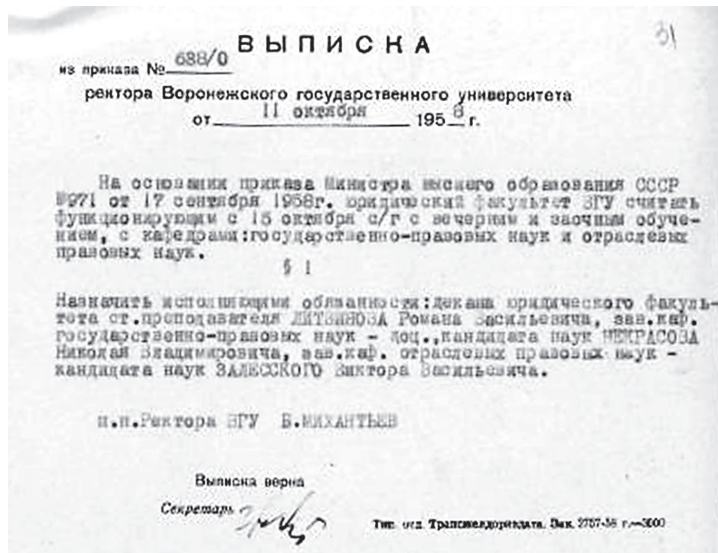 31
ВЫПИСКА
из приказа № 688/0
ректора Воронежского государственного университета
от 11 октября 1958 г.
На основании приказа Министра высшего образования СССР
№971 от 17 сентября 1958г. юридический факультет ВГУ считать
функционирующим с 15 октября с/г с вечерним и заочным обуче-
нием, с кафедрами:государственно-правовых наук и отраслевых
правовых наук.
§ 1
Назначить исполняющими обязанности:декана юридического факуль-
тета ст.преподавателя ЛИТВИНОВА Романа Васильевича, зав.каф.
государственно-правовых наук - доц.,кандидата наук НЕКРАСОВА
Николая Владимировича, зав.каф. отраслевых правовых наук -
кандидата наук ЗАЛЕССКОГО Виктора Васильевича.
п.п.Ректора ВГУ Б.МИХАНТЬЕВ
Выписка верна
Секретарь
Тип. отд. Трансжелдориздата. Зак. 2757-58 г.—3000